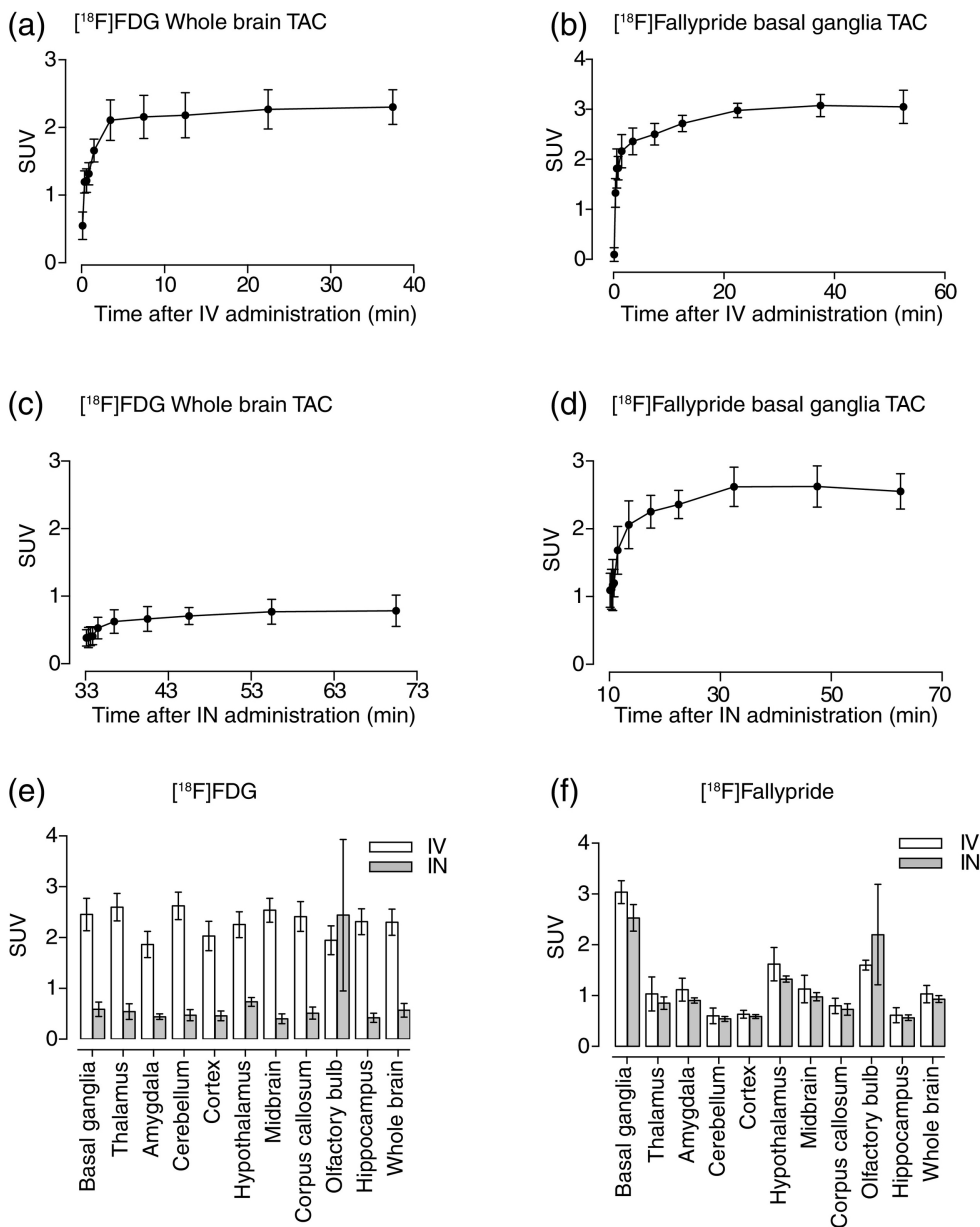 (a) [¹⁸F]FDG Whole brain TAC
3
2
1
0
SUV
0 10 20 30 40
Time after IV administration (min)
(b) [¹⁸F]Fallypride basal ganglia TAC
4
3
2
1
0
SUV
0 20 40 60
Time after IV administration (min)
(c) [¹⁸F]FDG Whole brain TAC
3
2
1
0
SUV
33 43 53 63 73
Time after IN administration (min)
(d) [¹⁸F]Fallypride basal ganglia TAC
3
2
1
0
SUV
10 30 50 70
Time after IN administration (min)
(e) [¹⁸F]FDG
IV
IN
4
3
2
1
0
SUV
Basal ganglia
Thalamus
Amygdala
Cerebellum
Cortex
Hypothalamus
Midbrain
Corpus callosum
Olfactory bulb
Hippocampus
Whole brain
(f) [¹⁸F]Fallypride
IV
IN
4
3
2
1
0
SUV
Basal ganglia
Thalamus
Amygdala
Cerebellum
Cortex
Hypothalamus
Midbrain
Corpus callosum
Olfactory bulb
Hippocampus
Whole brain